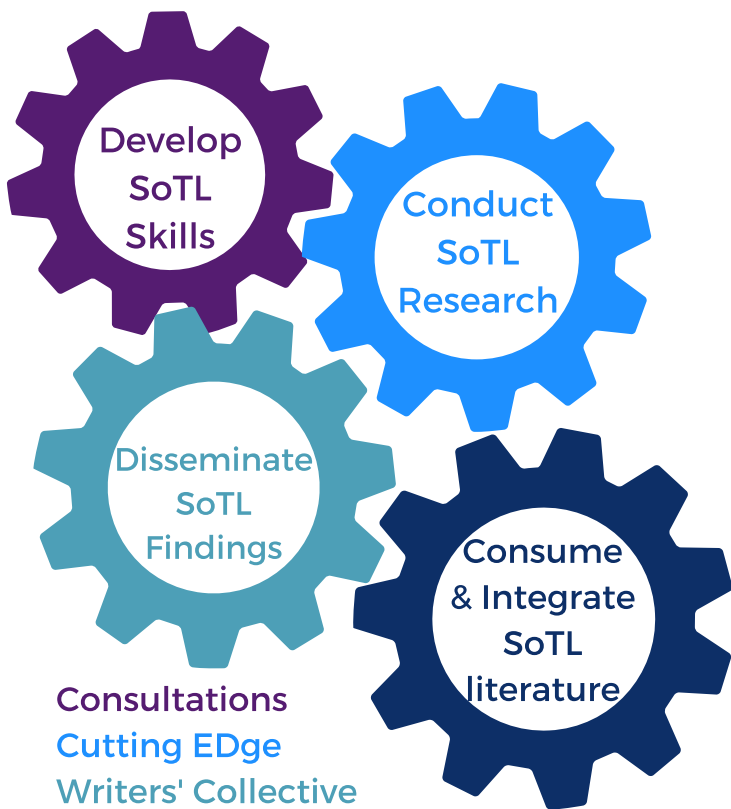 Develop
SoTL
Skills
Conduct
SoTL
Research
Disseminate
SoTL
Findings
Consume
& Integrate
SoTL
literature
Consultations
Cutting EDge
Writers' Collective